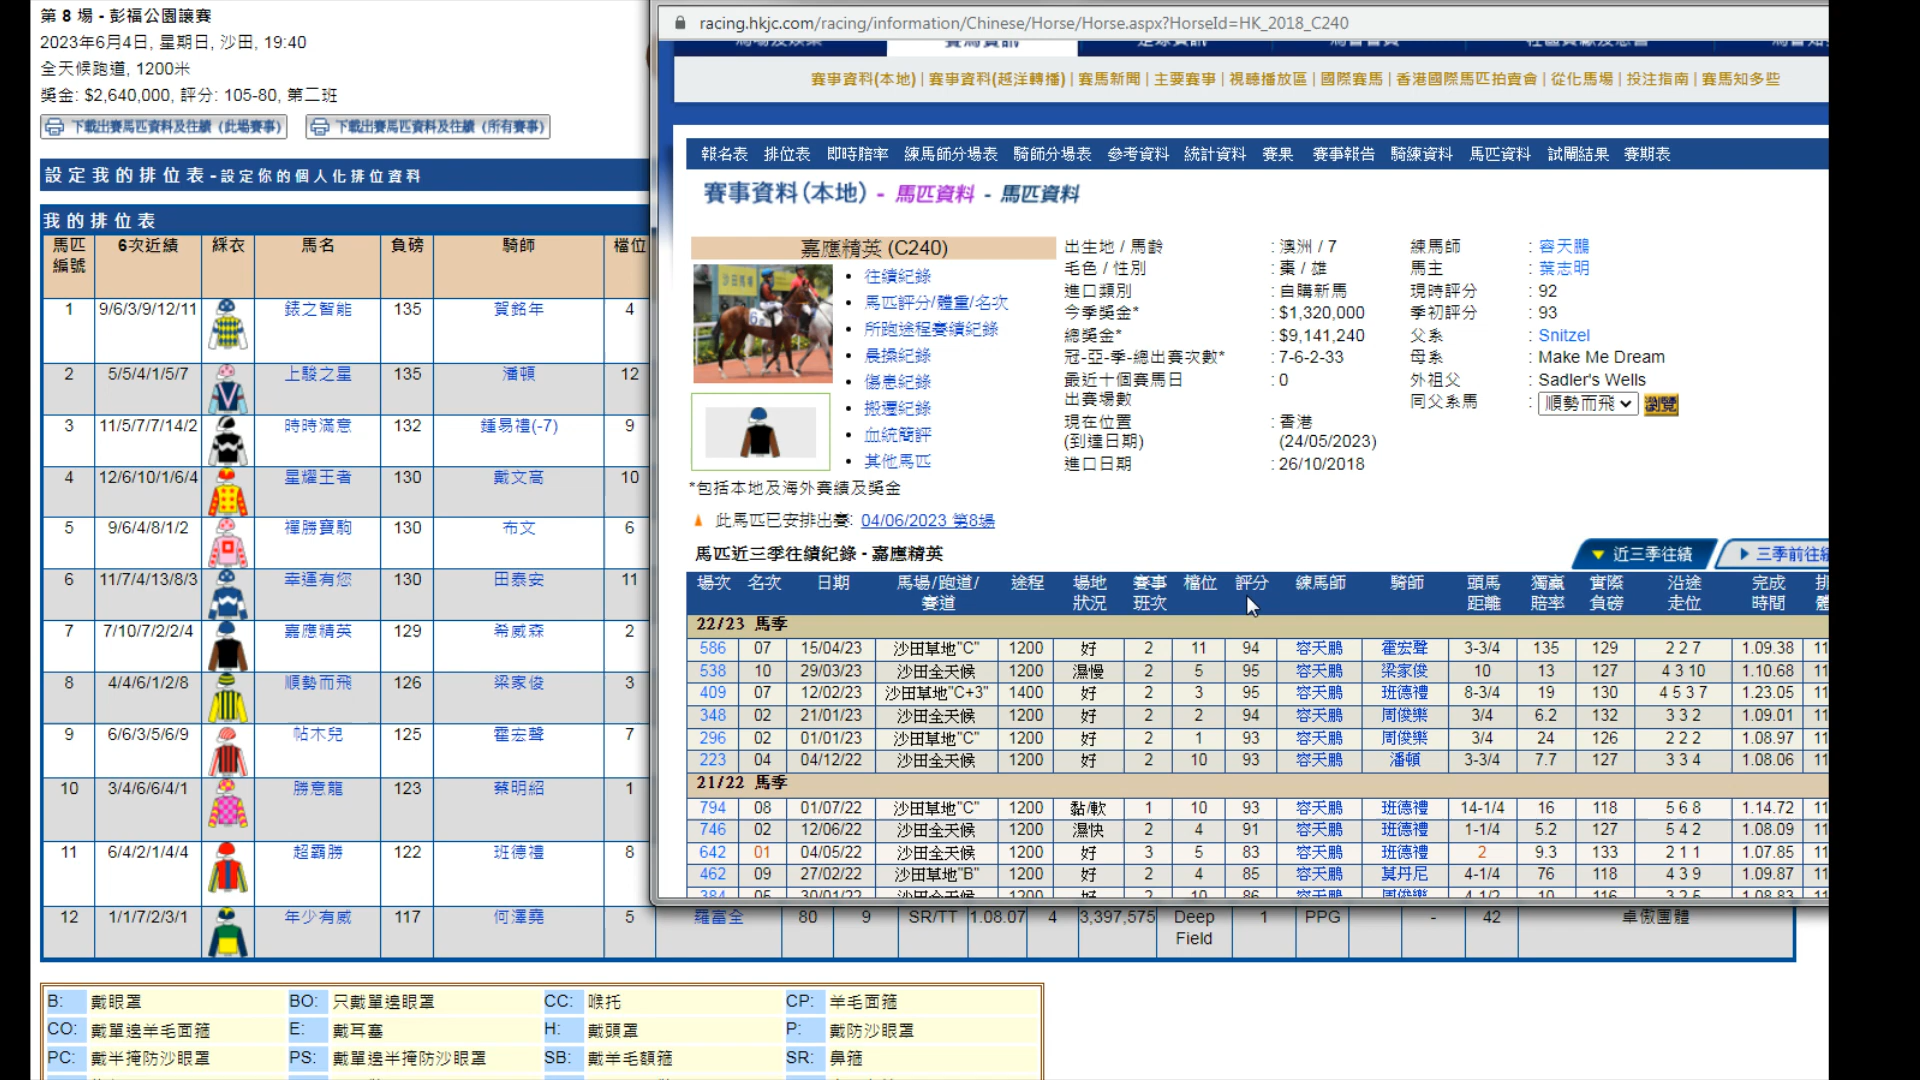 第 8 場 - 彭福公園讓賽
2023年6月4日, 星期日, 沙田, 19:40
全天候跑道, 1200米
獎金: $2,640,000, 評分: 105-80, 第二班
下載出賽馬匹資料及往績 (此場賽事) 下載出賽馬匹資料及往績 (所有賽事)
設定我的排位表-設定你的個人化排位資料
我的排位表
馬匹編號 6次近績 綵衣 馬名 負磅 騎師 檔位
1 9/6/3/9/12/11 錶之智能 135 賀銘年 4
2 5/5/4/1/5/7 上駿之星 135 潘頓 12
3 11/5/7/7/14/2 時時滿意 132 鍾易禮(-7) 9
4 12/6/10/1/6/4 星耀王者 130 戴文高 10
5 9/6/4/8/1/2 禪勝寶駒 130 布文 6
6 11/7/4/13/8/3 幸運有您 130 田泰安 11
7 7/10/7/2/2/4 嘉應精英 129 希威森 2
8 4/4/6/1/2/8 順勢而飛 126 梁家俊 3
9 6/6/3/5/6/9 帖木兒 125 霍宏聲 7
10 3/4/6/6/4/1 勝意龍 123 蔡明紹 1
11 6/4/2/1/4/4 超霸勝 122 班德禮 8
12 1/1/7/2/3/1 年少有威 117 何澤堯 5 羅富全 80 9 SR/TT 1.08.07 4 3,397,575 Deep Field 1 PPG - 42 卓傲團體
B: 戴眼罩 BO: 只戴單邊眼罩 CC: 喉托 CP: 羊毛面箍
CO: 戴單邊羊毛面箍 E: 戴耳塞 H: 戴頭罩 P: 戴防沙眼罩
PC: 戴半掩防沙眼罩 PS: 戴單邊半掩防沙眼罩 SB: 戴羊毛額箍 SR: 鼻箍
racing.hkjc.com/racing/information/Chinese/Horse/Horse.aspx?HorseId=HK_2018_C240
賽事資料(本地) | 賽事資料(越洋轉播) | 賽馬新聞 | 主要賽事 | 視聽播放區 | 國際賽馬 | 香港國際馬匹拍賣會 | 從化馬場 | 投注指南 | 賽馬知多些
報名表 排位表 即時賠率 練馬師分場表 騎師分場表 參考資料 統計資料 賽果 賽事報告 騎練資料 馬匹資料 試閘結果 賽期表
賽事資料(本地) - 馬匹資料 - 馬匹資料
嘉應精英 (C240)
• 往績紀錄
• 馬匹評分/體重/名次
• 所跑途程賽績紀錄
• 晨操紀錄
• 傷患紀錄
• 搬遷紀錄
• 血統簡評
• 其他馬匹
出生地 / 馬齡 : 澳洲 / 7 練馬師 : 容天鵬
毛色 / 性別 : 棗 / 雄 馬主 : 葉志明
進口類別 : 自購新馬 現時評分 : 92
今季獎金* : $1,320,000 季初評分 : 93
總獎金* : $9,141,240 父系 : Snitzel
冠-亞-季-總出賽次數* : 7-6-2-33 母系 : Make Me Dream
最近十個賽馬日 : 0 外祖父 : Sadler's Wells
出賽場數 同父系馬 : 順勢而飛 瀏覽
現在位置 : 香港
(到達日期) (24/05/2023)
進口日期 : 26/10/2018
*包括本地及海外賽績及獎金
此馬匹已安排出賽: 04/06/2023 第8場
馬匹近三季往績紀錄 - 嘉應精英 近三季往績 三季前往績
場次 名次 日期 馬場/跑道/賽道 途程 場地狀況 賽事班次 檔位 評分 練馬師 騎師 頭馬距離 獨贏賠率 實際負磅 沿途走位 完成時間
22/23 馬季
586 07 15/04/23 沙田草地"C" 1200 好 2 11 94 容天鵬 霍宏聲 3-3/4 135 129 2 2 7 1.09.38 11
538 10 29/03/23 沙田全天候 1200 濕慢 2 5 95 容天鵬 梁家俊 10 13 127 4 3 10 1.10.68 11
409 07 12/02/23 沙田草地"C+3" 1400 好 2 3 95 容天鵬 班德禮 8-3/4 19 130 4 5 3 7 1.23.05 11
348 02 21/01/23 沙田全天候 1200 好 2 2 94 容天鵬 周俊樂 3/4 6.2 132 3 3 2 1.09.01 11
296 02 01/01/23 沙田草地"C" 1200 好 2 1 93 容天鵬 周俊樂 3/4 24 126 2 2 2 1.08.97 11
223 04 04/12/22 沙田全天候 1200 好 2 10 93 容天鵬 潘頓 3-3/4 7.7 127 3 3 4 1.08.06 11
21/22 馬季
794 08 01/07/22 沙田草地"C" 1200 黏/軟 1 10 93 容天鵬 班德禮 14-1/4 16 118 5 6 8 1.14.72 11
746 02 12/06/22 沙田全天候 1200 濕快 2 4 91 容天鵬 班德禮 1-1/4 5.2 127 5 4 2 1.08.09 11
642 01 04/05/22 沙田全天候 1200 好 3 5 83 容天鵬 班德禮 2 9.3 133 2 1 1 1.07.85 11
462 09 27/02/22 沙田草地"B" 1200 好 2 4 85 容天鵬 莫丹尼 4-1/4 76 118 4 3 9 1.09.87 11
384 05 30/01/22 沙田全天候 1200 好 2 10 86 容天鵬 周俊樂 4-1/2 10 116 3 2 5 1.08.83 11